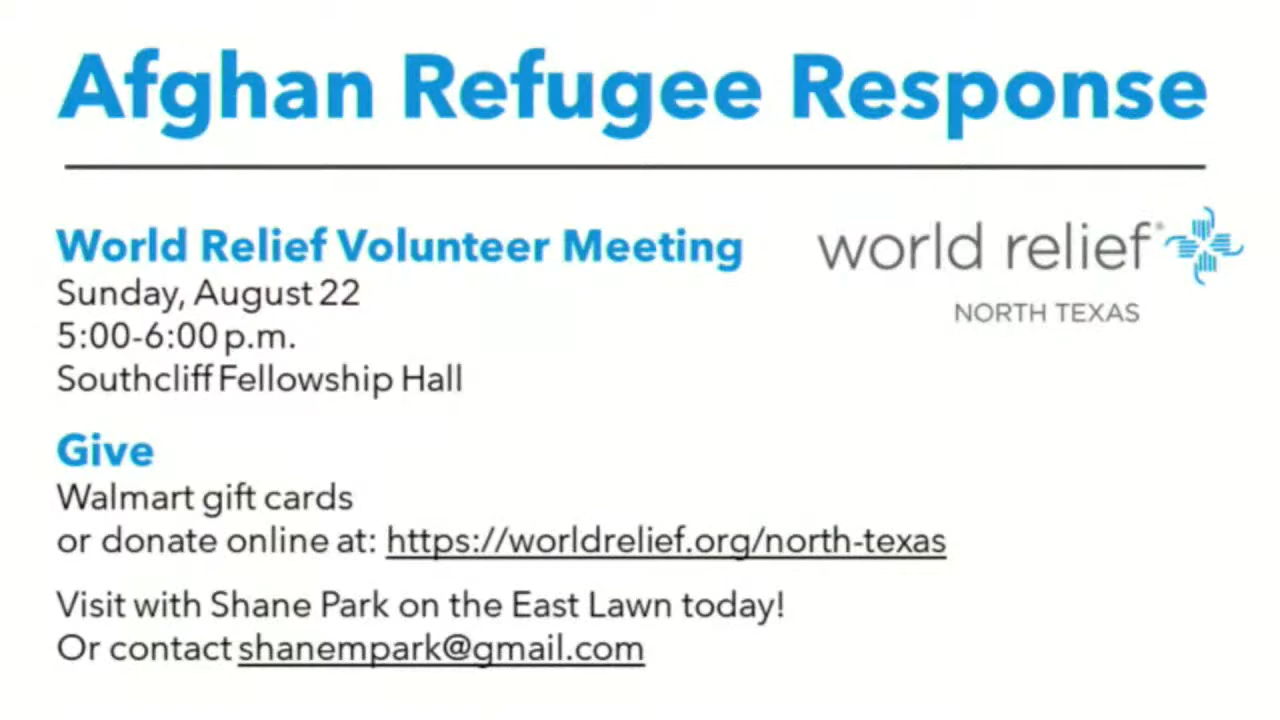 Afghan Refugee Response
World Relief Volunteer Meeting
Sunday, August 22
5:00-6:00 p.m.
Southcliff Fellowship Hall
world relief®
NORTH TEXAS
Give
Walmart gift cards
or donate online at: https://worldrelief.org/north-texas
Visit with Shane Park on the East Lawn today!
Or contact shanempark@gmail.com